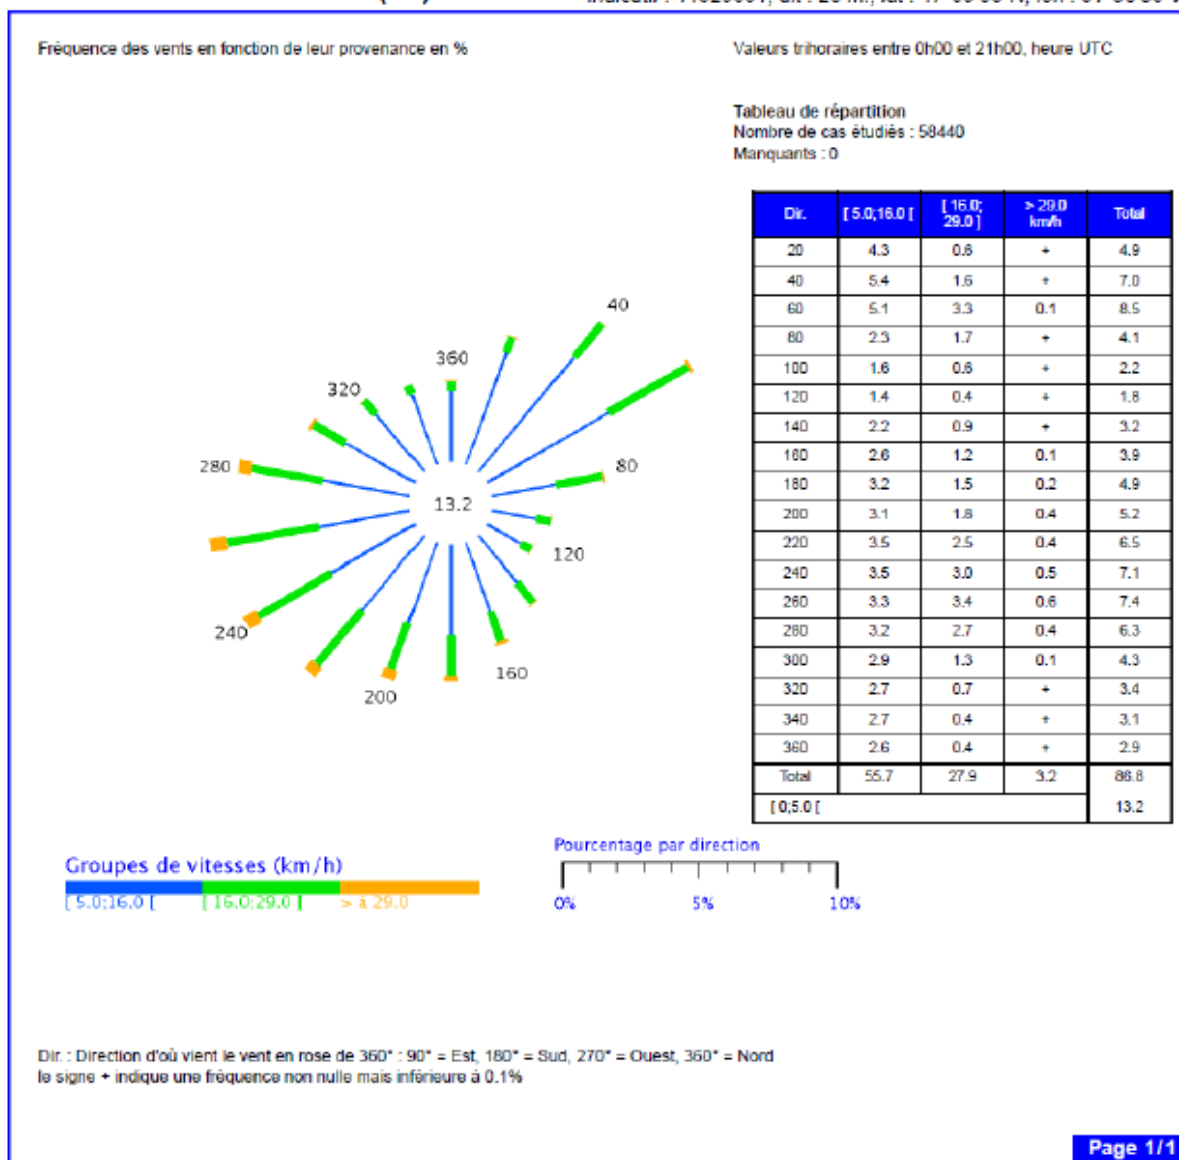 Fréquence des vents en fonction de leur provenance en %
Valeurs trihoraires entre 0h00 et 21h00, heure UTC
Tableau de répartition
Nombre de cas étudiés : 58440
Manquants : 0
Dir. [ 5.0;16.0 [ [ 16.0; 29.0 ] > 29.0 km/h Total
20 4.3 0.6 + 4.9
40 5.4 1.6 + 7.0
60 5.1 3.3 0.1 8.5
80 2.3 1.7 + 4.1
100 1.6 0.6 + 2.2
120 1.4 0.4 + 1.8
140 2.2 0.9 + 3.2
160 2.6 1.2 0.1 3.9
180 3.2 1.5 0.2 4.9
200 3.1 1.8 0.4 5.2
220 3.5 2.5 0.4 6.5
240 3.5 3.0 0.5 7.1
260 3.3 3.4 0.6 7.4
280 3.2 2.7 0.4 6.3
300 2.9 1.3 0.1 4.3
320 2.7 0.7 + 3.4
340 2.7 0.4 + 3.1
360 2.6 0.4 + 2.9
Total 55.7 27.9 3.2 86.8
[ 0;5.0 [ 13.2
40
360
320
280
80
13.2
120
240
160
200
Groupes de vitesses (km/h)
[ 5.0;16.0 [ [ 16.0;29.0 ] > à 29.0
Pourcentage par direction
0% 5% 10%
Dir. : Direction d'où vient le vent en rose de 360° : 90° = Est, 180° = Sud, 270° = Ouest, 360° = Nord
le signe + indique une fréquence non nulle mais inférieure à 0.1%
Page 1/1